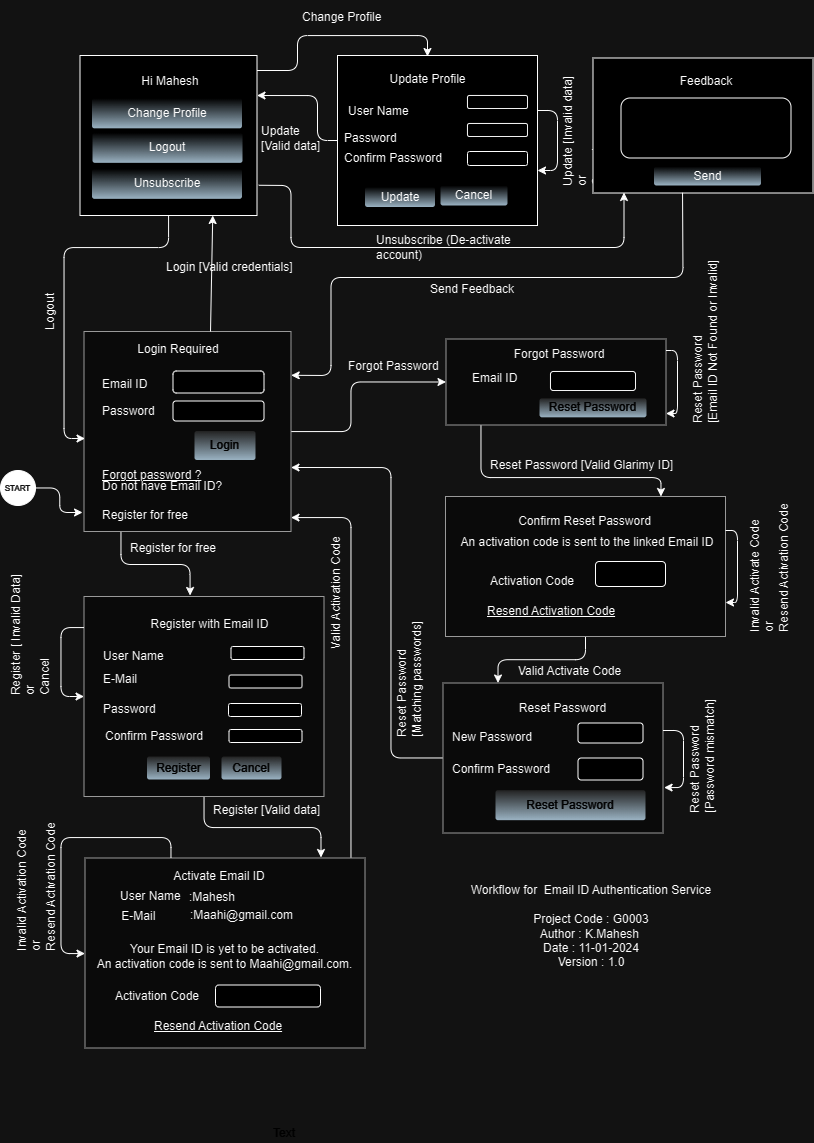 Change Profile
Hi Mahesh
Change Profile
Logout
Unsubscribe
Update
[Valid data]
Update Profile
User Name
Password
Confirm Password
Update
Cancel
Update [Invalid data]
or
Feedback
Send
Unsubscribe (De-activate
account)
Login [Valid credentials]
Send Feedback
Logout
Login Required
Email ID
Password
Login
Forgot password ?
Do not have Email ID?
Register for free
START
Forgot Password
Forgot Password
Email ID
Reset Password
Reset Password
[Email ID Not Found or Invalid]
Reset Password [Valid Glarimy ID]
Confirm Reset Password
An activation code is sent to the linked Email ID
Activation Code
Resend Activation Code
Invalid Activate Code
or
Resend Activation Code
Register for free
Valid Activation Code
Register with Email ID
User Name
E-Mail
Password
Confirm Password
Register
Cancel
Register [ Invalid Data]
or
Cancel
Valid Activate Code
Reset Password
New Password
Confirm Password
Reset Password
Reset Password
[Password mismatch]
Reset Password
[Matching passwords]
Register [Valid data]
Activate Email ID
User Name :Mahesh
E-Mail :Maahi@gmail.com
Your Email ID is yet to be activated.
An activation code is sent to Maahi@gmail.com.
Activation Code
Resend Activation Code
Invalid Activation Code
or
Resend Activation Code
Workflow for Email ID Authentication Service
Project Code : G0003
Author : K.Mahesh
Date : 11-01-2024
Version : 1.0
Text